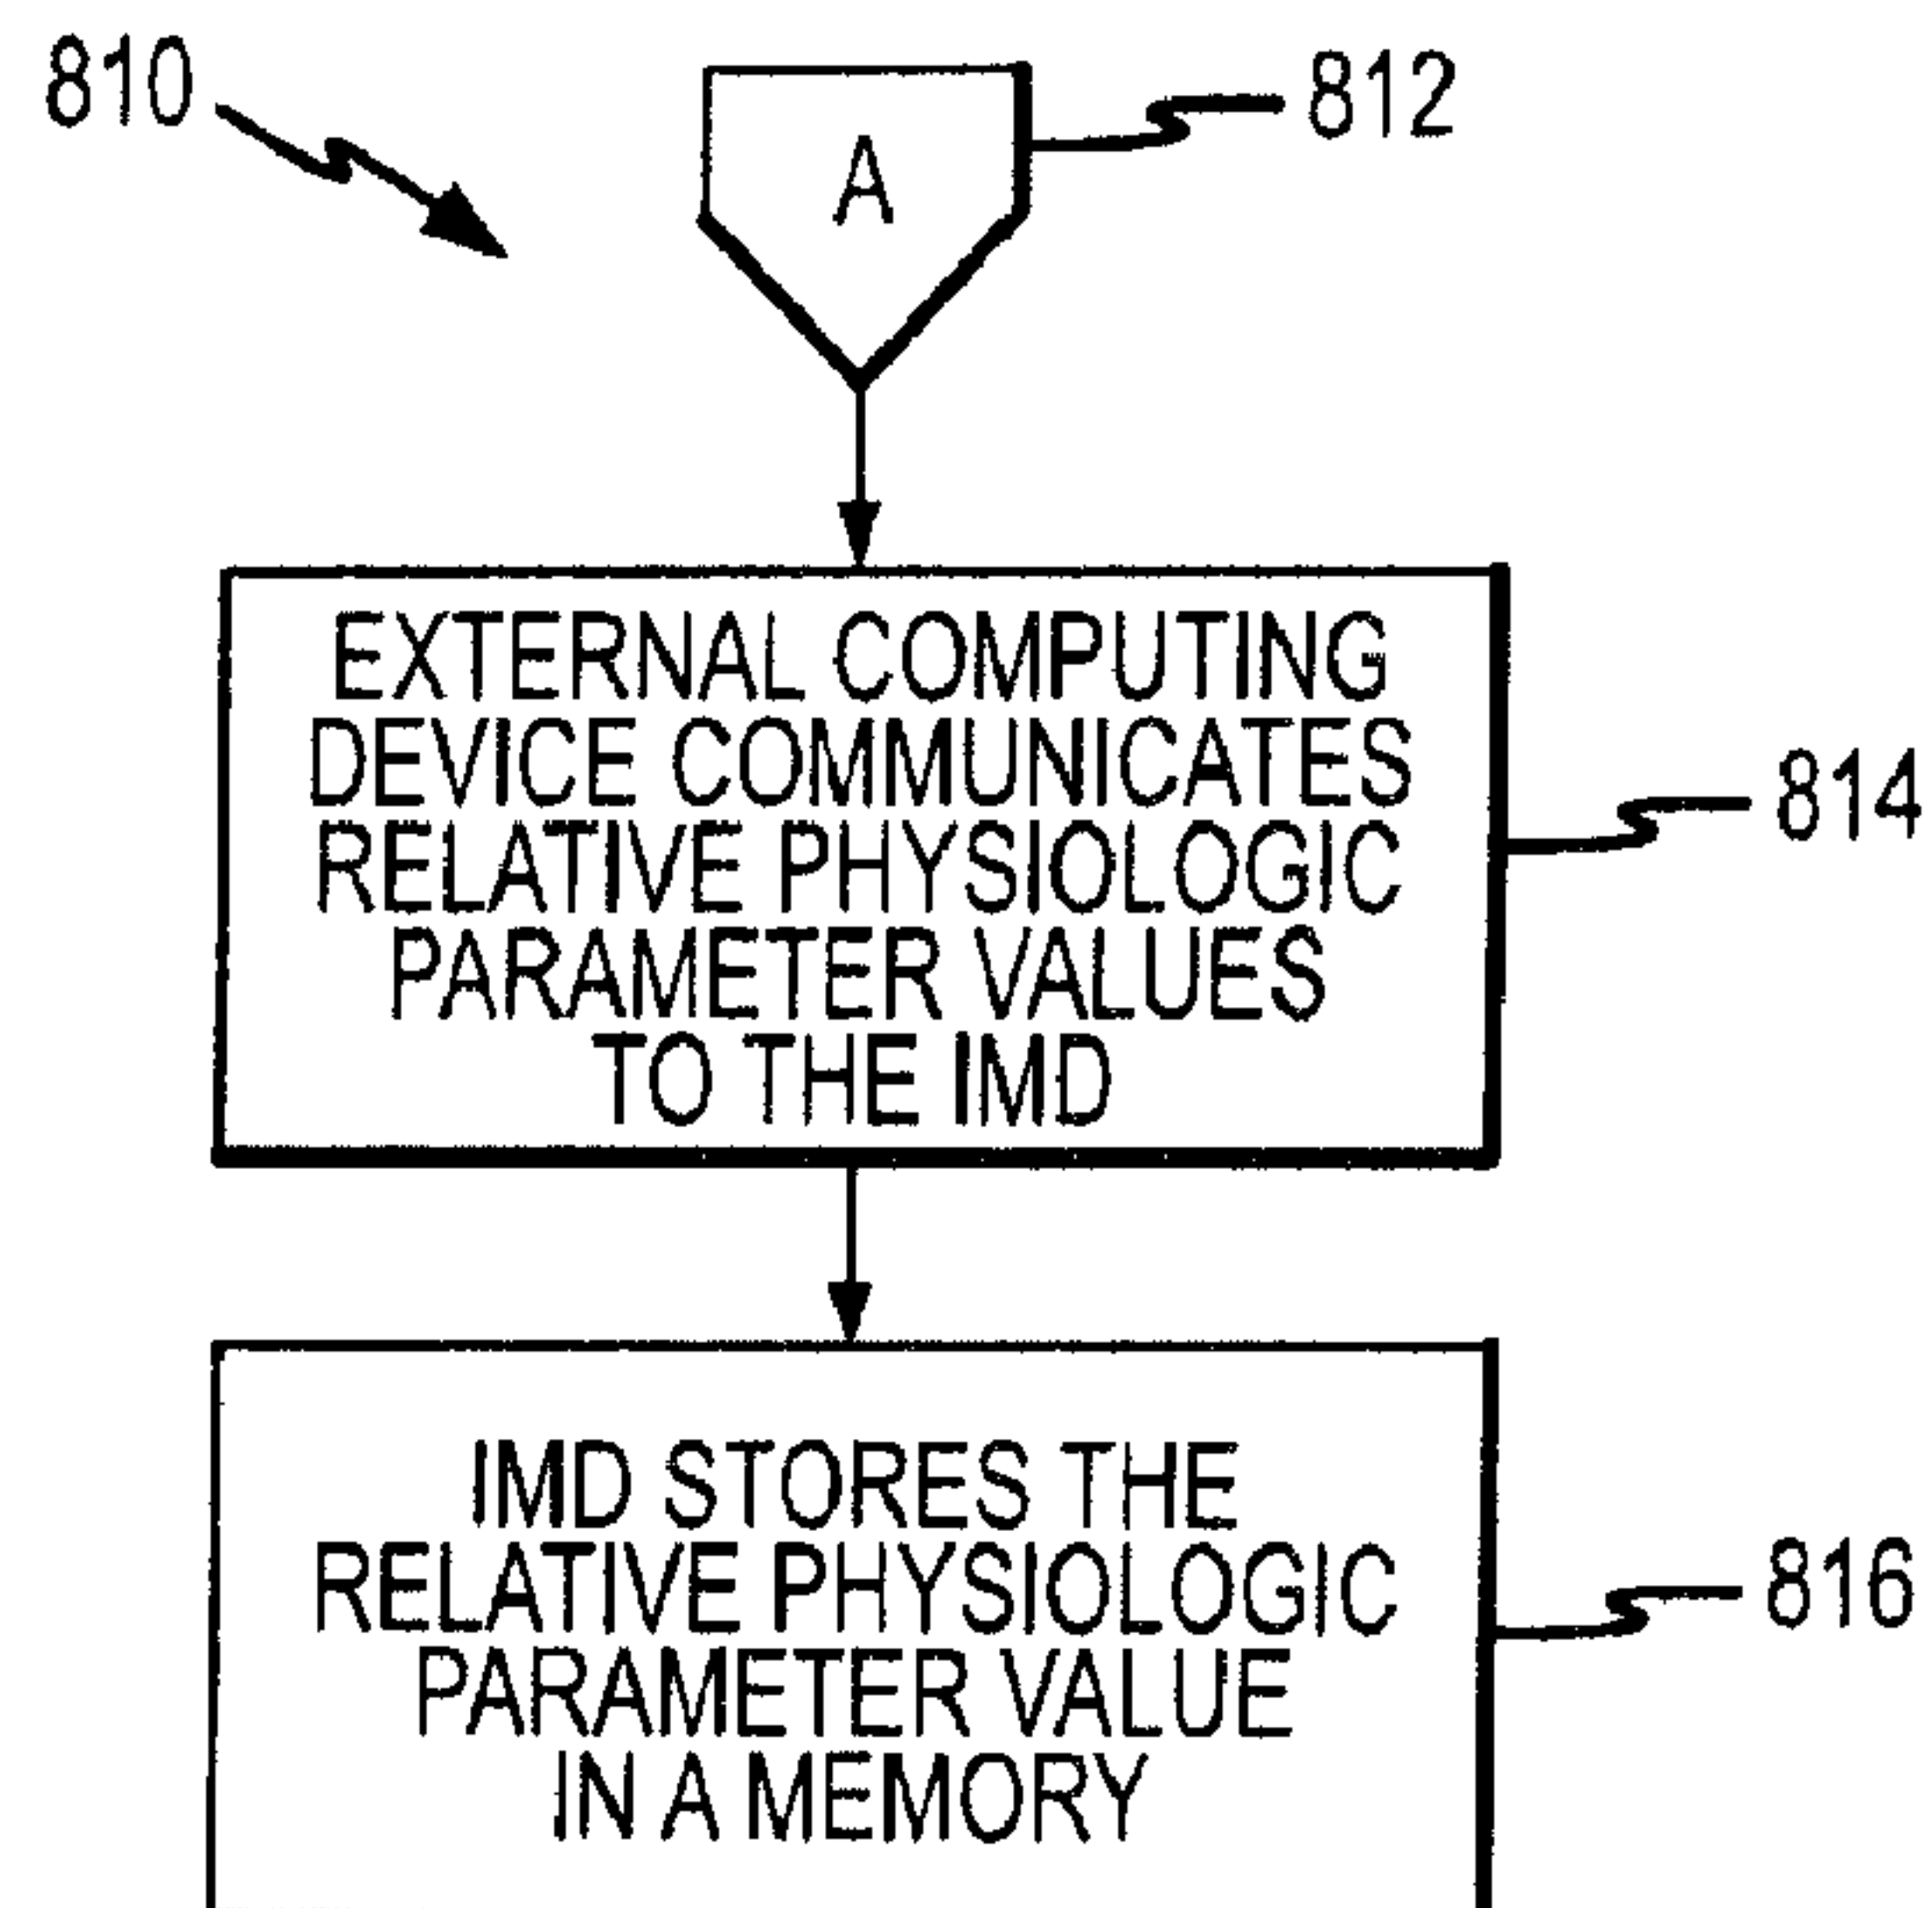 810
812
A
EXTERNAL COMPUTING
DEVICE COMMUNICATES
RELATIVE PHYSIOLOGIC
PARAMETER VALUES
TO THE IMD
814
IMD STORES THE
RELATIVE PHYSIOLOGIC
PARAMETER VALUE
IN A MEMORY
816